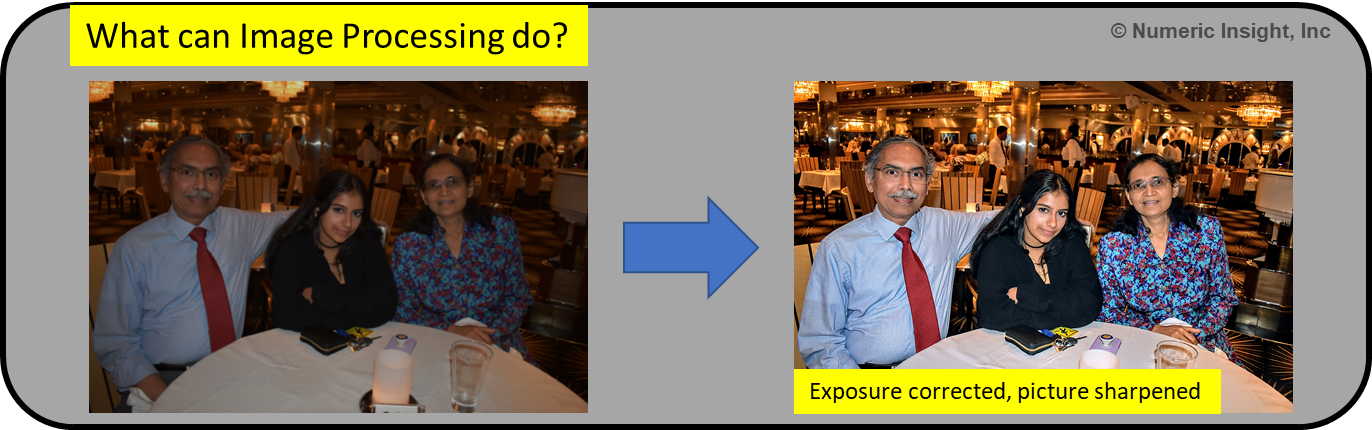 What can Image Processing do?
© Numeric Insight, Inc
Exposure corrected, picture sharpened